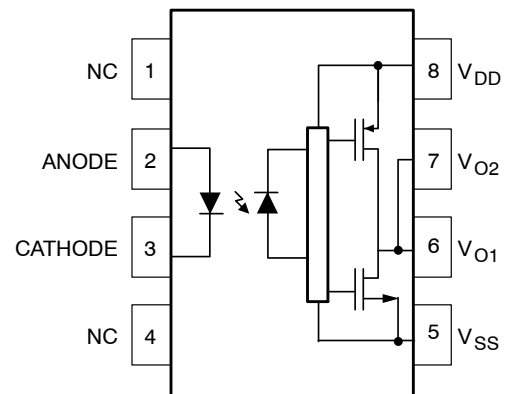 NC 1
ANODE 2
CATHODE 3
NC 4
8 VDD
7 VO2
6 VO1
5 VSS